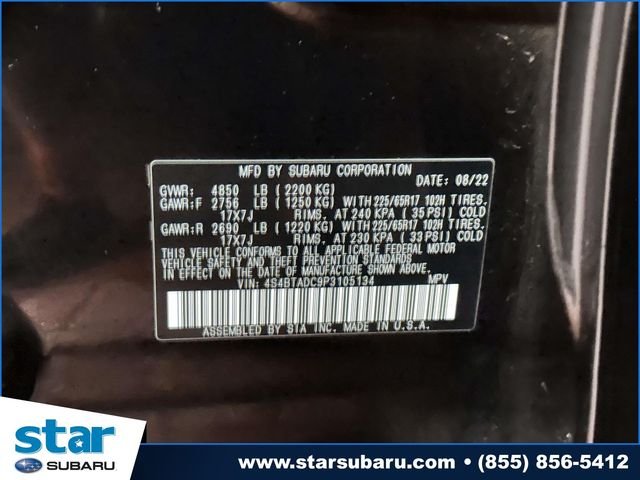 MFD BY SUBARU CORPORATION
DATE: 08/22
GVWR: 4850 LB (2200 KG)
GAWR:F 2756 LB (1250 KG) WITH 225/65R17 102H TIRES.
17X7J RIMS, AT 240 KPA (35 PSI) COLD
GAWR:R 2690 LB (1220 KG) WITH 225/65R17 102H TIRES.
17X7J RIMS, AT 230 KPA (33 PSI) COLD
THIS VEHICLE CONFORMS TO ALL APPLICABLE FEDERAL MOTOR
VEHICLE SAFETY AND THEFT PREVENTION STANDARDS IN
EFFECT ON THE DATE OF MANUFACTURE SHOWN ABOVE.
VIN: 4S4BTADC9P3105134 MPV
ASSEMBLED BY SIA INC. MADE IN U.S.A.
star
SUBARU
www.starsubaru.com - (855) 856-5412